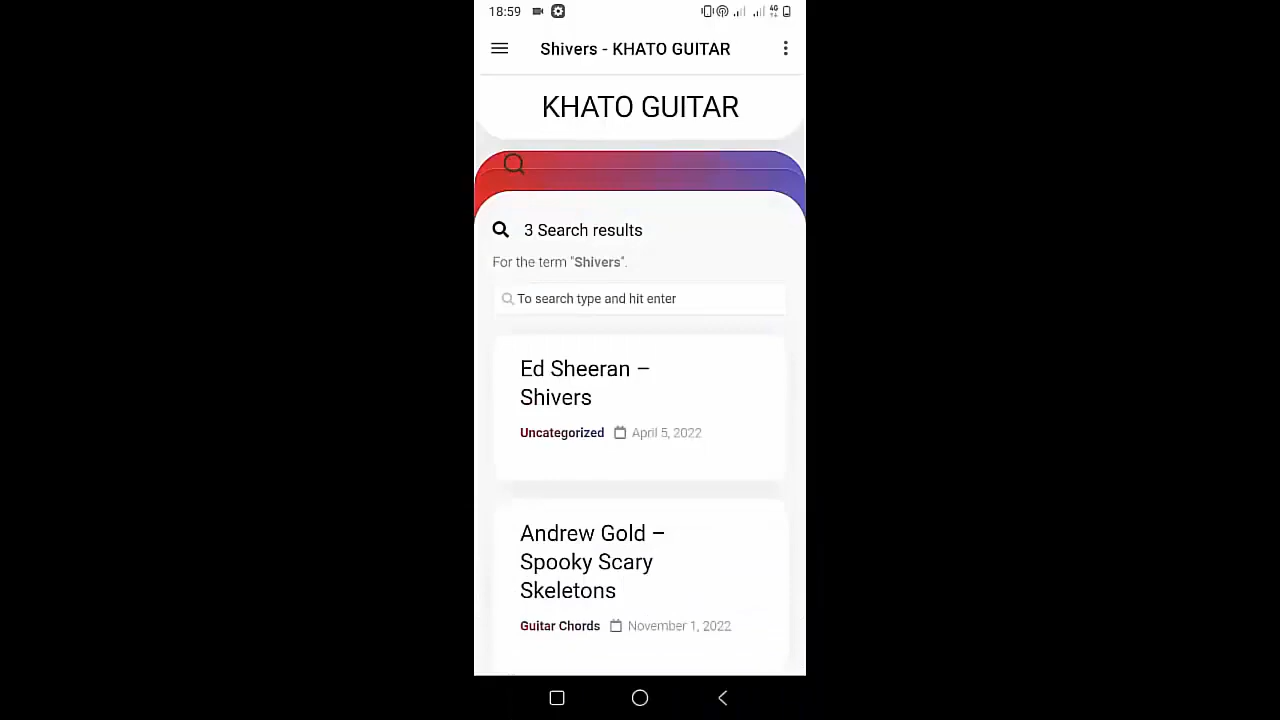 18:59
4G
Shivers - KHATO GUITAR
KHATO GUITAR
3 Search results
For the term "Shivers".
To search type and hit enter
Ed Sheeran –
Shivers
Uncategorized April 5, 2022
Andrew Gold –
Spooky Scary
Skeletons
Guitar Chords November 1, 2022